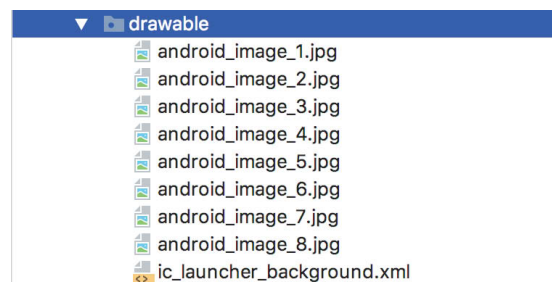 drawable
android_image_1.jpg
android_image_2.jpg
android_image_3.jpg
android_image_4.jpg
android_image_5.jpg
android_image_6.jpg
android_image_7.jpg
android_image_8.jpg
ic_launcher_background.xml